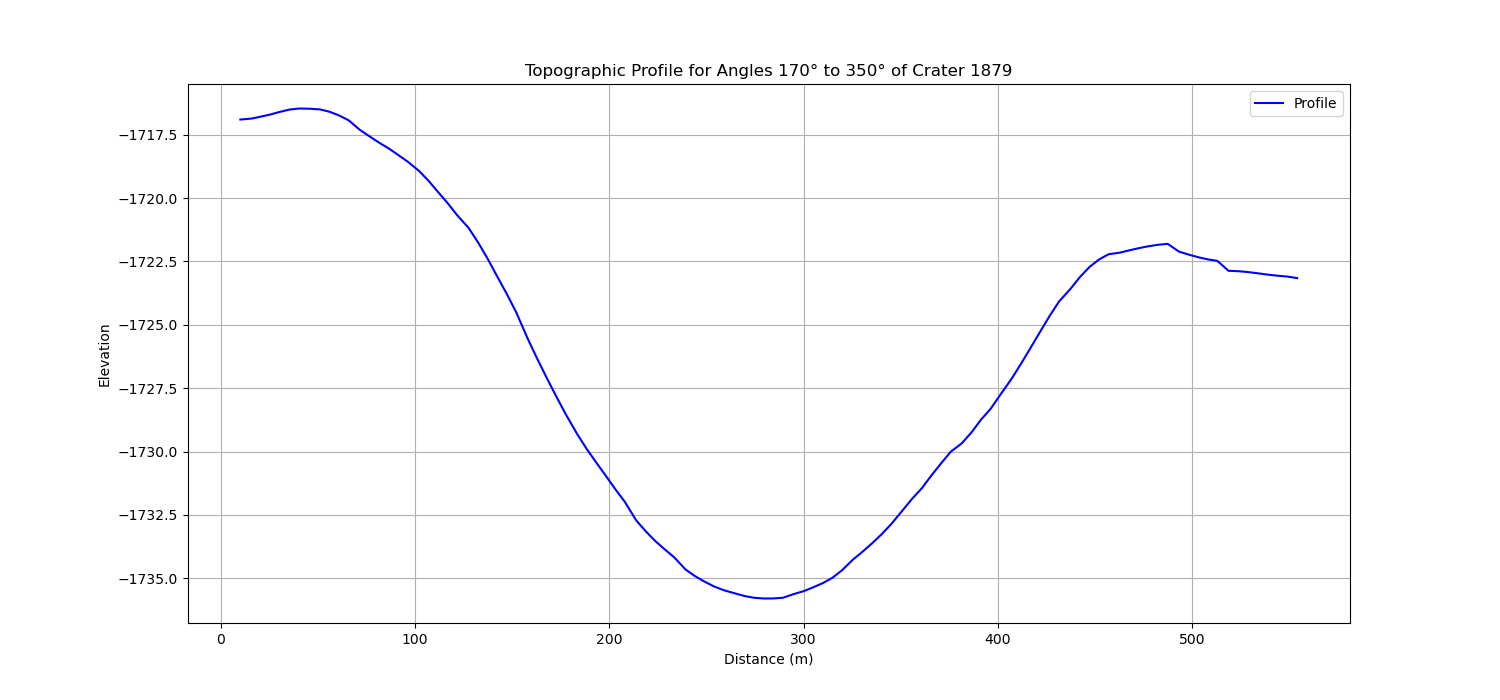 Topographic Profile for Angles 170° to 350° of Crater 1879
Profile
−1717.5
−1720.0
−1722.5
−1725.0
−1727.5
−1730.0
−1732.5
−1735.0
Elevation
0 100 200 300 400 500
Distance (m)